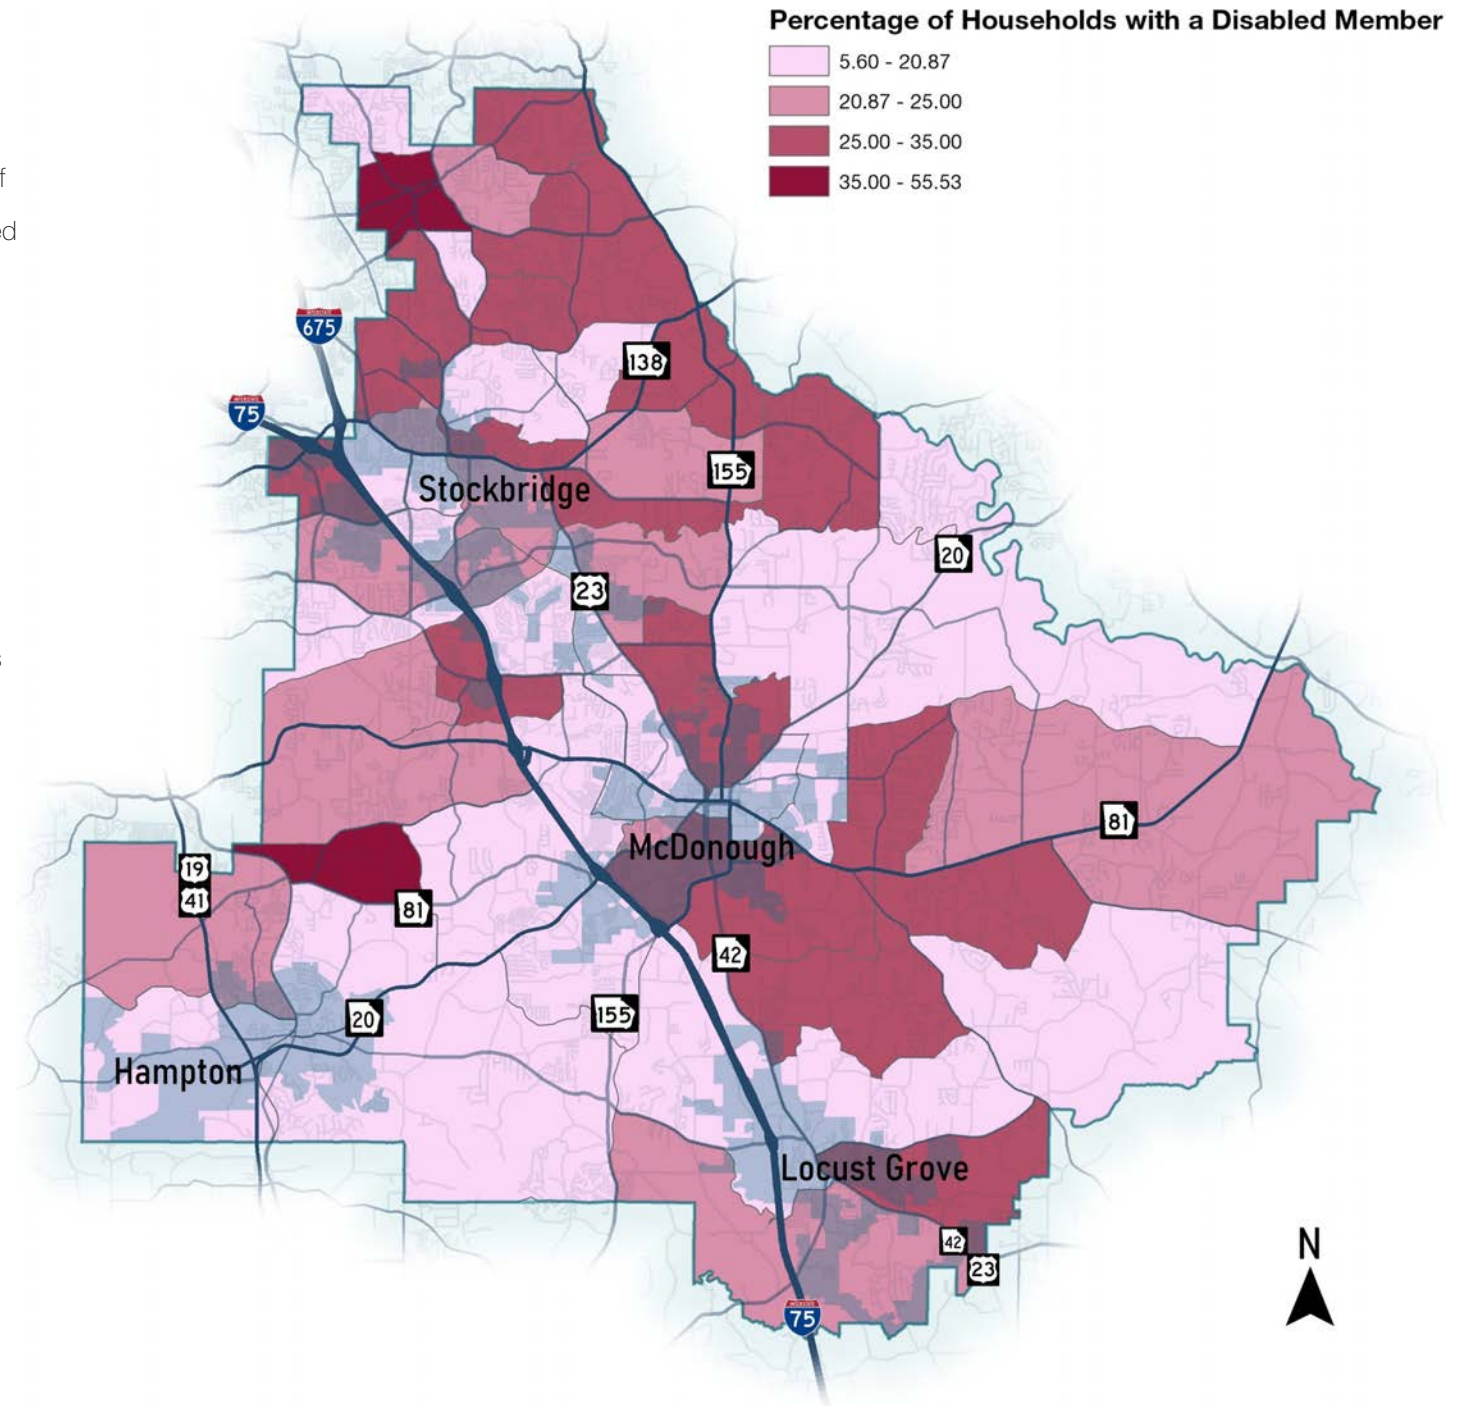 Percentage of Households with a Disabled Member
5.60 - 20.87
20.87 - 25.00
25.00 - 35.00
35.00 - 55.53
f
ed
s
675
75
138
155
Stockbridge
20
23
81
McDonough
19
41
81
42
20
155
Hampton
Locust Grove
42
23
N
75